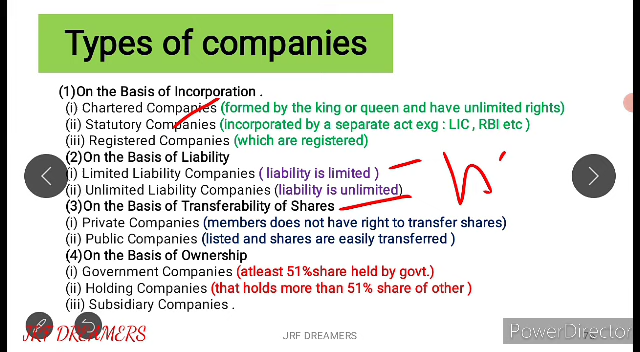 Types of companies
(1)On the Basis of Incorporation .
(i) Chartered Companies (formed by the king or queen and have unlimited rights)
(ii) Statutory Companies (incorporated by a separate act exg : LIC , RBI etc )
(iii) Registered Companies (which are registered)
(2)On the Basis of Liability
(i) Limited Liability Companies ( liability is limited )
(ii) Unlimited Liability Companies (liability is unlimited)
(3)On the Basis of Transferability of Shares
(i) Private Companies (members does not have right to transfer shares)
(ii) Public Companies (listed and shares are easily transferred )
(4)On the Basis of Ownership
(i) Government Companies (atleast 51%share held by govt.)
(ii) Holding Companies (that holds more than 51% share of other )
(iii) Subsidiary Companies .
JRF DREAMERS
JRF DREAMERS
PowerDirector